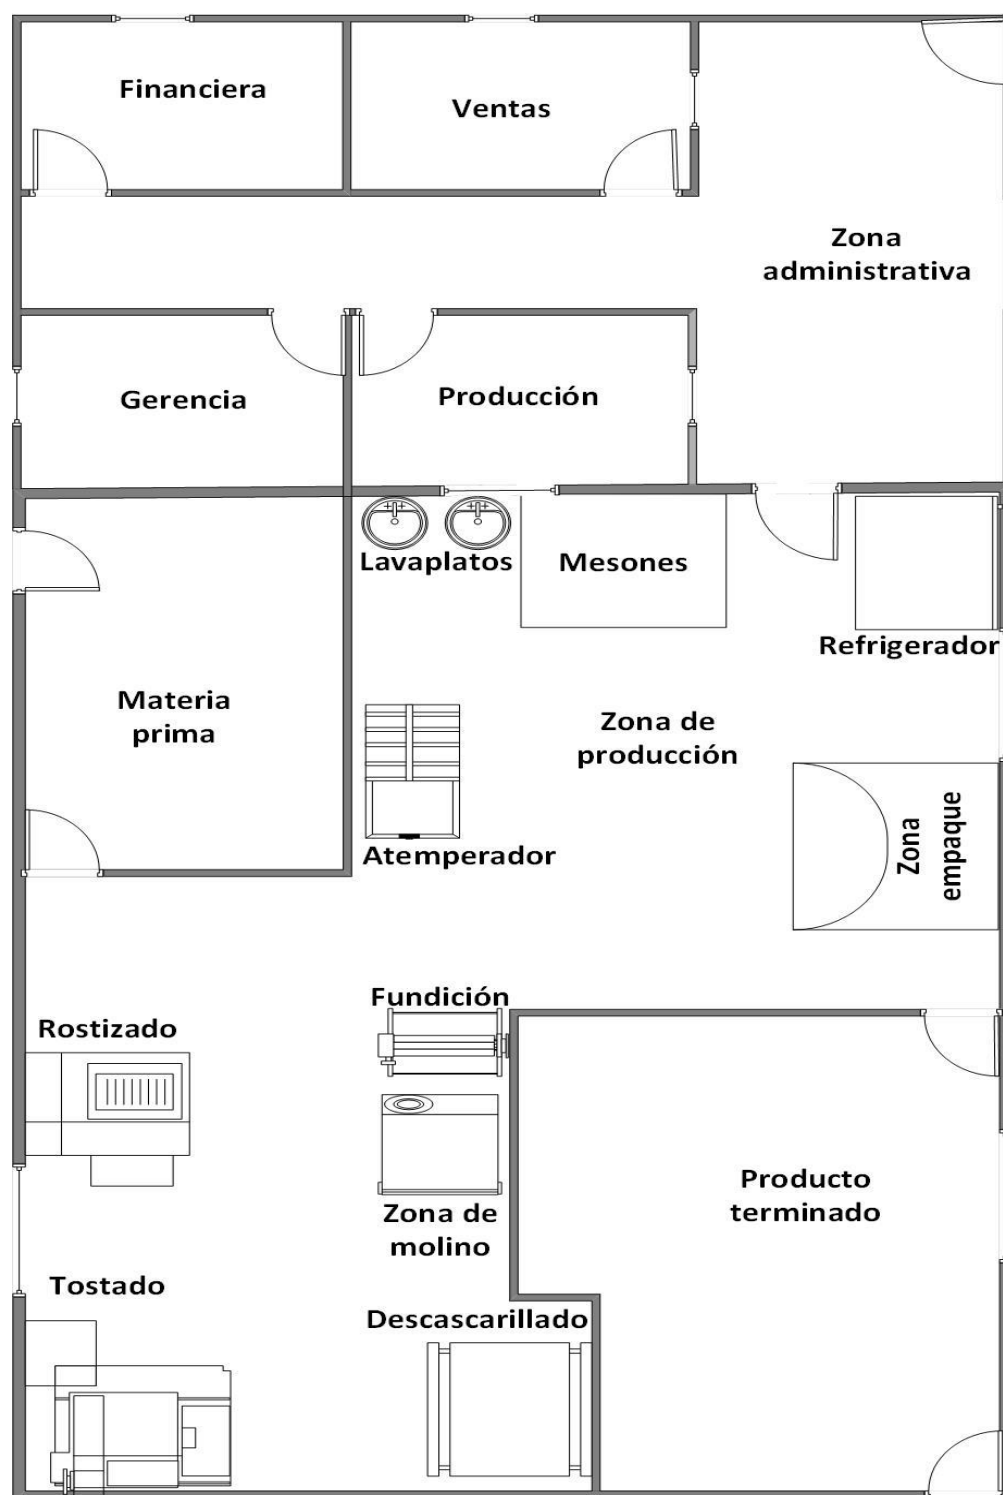 Financiera
Ventas
Zona
administrativa
Gerencia
Producción
Lavaplatos
Mesones
Refrigerador
Materia
prima
Zona de
producción
Atemperador
Zona
empaque
Fundición
Rostizado
Zona de
molino
Producto
terminado
Tostado
Descascarillado